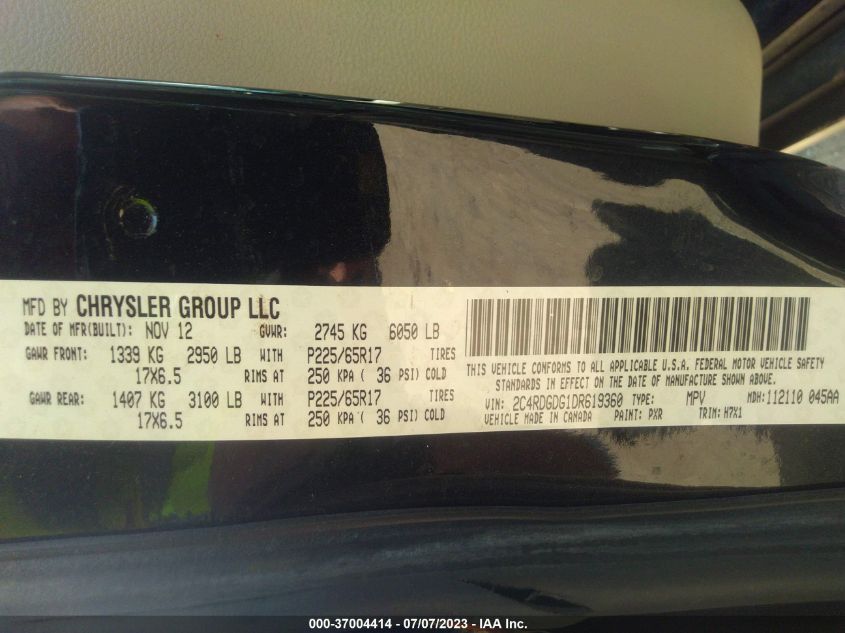 MFD BY CHRYSLER GROUP LLC
DATE OF MFR(BUILT): NOV 12 GVWR: 2745 KG 6050 LB
GAWR FRONT: 1339 KG 2950 LB WITH P225/65R17 TIRES
17X6.5 RIMS AT 250 KPA ( 36 PSI) COLD
GAWR REAR: 1407 KG 3100 LB WITH P225/65R17 TIRES
17X6.5 RIMS AT 250 KPA ( 36 PSI) COLD
THIS VEHICLE CONFORMS TO ALL APPLICABLE U.S.A. FEDERAL MOTOR VEHICLE SAFETY
STANDARDS IN EFFECT ON THE DATE OF MANUFACTURE SHOWN ABOVE.
VIN: 2C4RDGDG1DR619360 TYPE: MPV MDH: 112110 045AA
VEHICLE MADE IN CANADA PAINT: PXR TRIM: H7X1
000-37004414 - 07/07/2023 - IAA Inc.